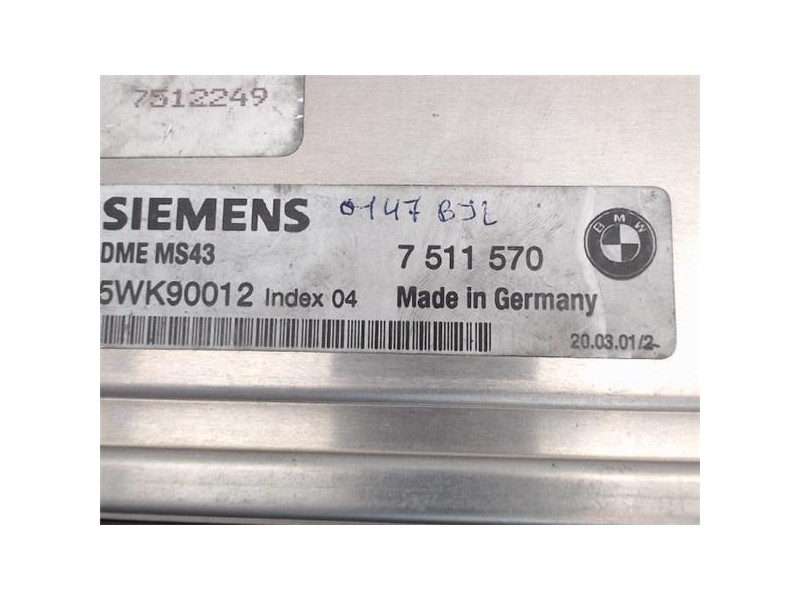 7512249
SIEMENS 0147 BJL
DME MS43 7 511 570
BMW
5WK90012 Index 04 Made in Germany
20.03.01/2